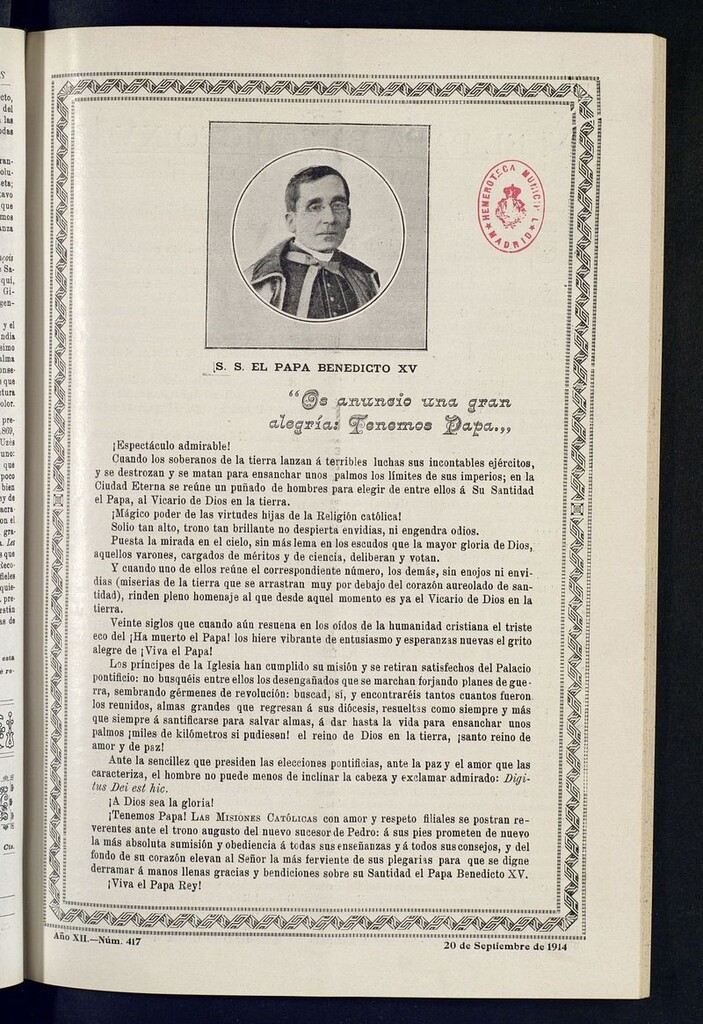 HEMEROTECA MUNICIPAL
★ MADRID ★
S. S. EL PAPA BENEDICTO XV
“Os anuncio una gran
alegría: Tenemos Papa.„
¡Espectáculo admirable!
Cuando los soberanos de la tierra lanzan á terribles luchas sus incontables ejércitos,
y se destrozan y se matan para ensanchar unos palmos los límites de sus imperios; en la
Ciudad Eterna se reúne un puñado de hombres para elegir de entre ellos á Su Santidad
el Papa, al Vicario de Dios en la tierra.
¡Mágico poder de las virtudes hijas de la Religión católica!
Solio tan alto, trono tan brillante no despierta envidias, ni engendra odios.
Puesta la mirada en el cielo, sin más lema en los escudos que la mayor gloria de Dios,
aquellos varones, cargados de méritos y de ciencia, deliberan y votan.
Y cuando uno de ellos reúne el correspondiente número, los demás, sin enojos ni envi-
dias (miserias de la tierra que se arrastran muy por debajo del corazón aureolado de san-
tidad), rinden pleno homenaje al que desde aquel momento es ya el Vicario de Dios en la
tierra.
Veinte siglos que cuando aún resuena en los oídos de la humanidad cristiana el triste
eco del ¡Ha muerto el Papa! los hiere vibrante de entusiasmo y esperanzas nuevas el grito
alegre de ¡Viva el Papa!
Los príncipes de la Iglesia han cumplido su misión y se retiran satisfechos del Palacio
pontificio: no busquéis entre ellos los desengañados que se marchan forjando planes de gue-
rra, sembrando gérmenes de revolución: buscad, sí, y encontraréis tantos cuantos fueron
los reunidos, almas grandes que regresan á sus diócesis, resueltas como siempre y más
que siempre á santificarse para salvar almas, á dar hasta la vida para ensanchar unos
palmos ¡miles de kilómetros si pudiesen! el reino de Dios en la tierra, ¡santo reino de
amor y de paz!
Ante la sencillez que presiden las elecciones pontificias, ante la paz y el amor que las
caracteriza, el hombre no puede menos de inclinar la cabeza y exclamar admirado: Digi-
tus Dei est hic.
¡A Dios sea la gloria!
¡Tenemos Papa! LAS MISIONES CATÓLICAS con amor y respeto filiales se postran re-
verentes ante el trono augusto del nuevo sucesor de Pedro: á sus pies prometen de nuevo
la más absoluta sumisión y obediencia á todas sus enseñanzas y á todos sus consejos, y del
fondo de su corazón elevan al Señor la más ferviente de sus plegarias para que se digne
derramar á manos llenas gracias y bendiciones sobre su Santidad el Papa Benedicto XV.
¡Viva el Papa Rey!
Año XII.—Núm. 417
20 de Septiembre de 1914